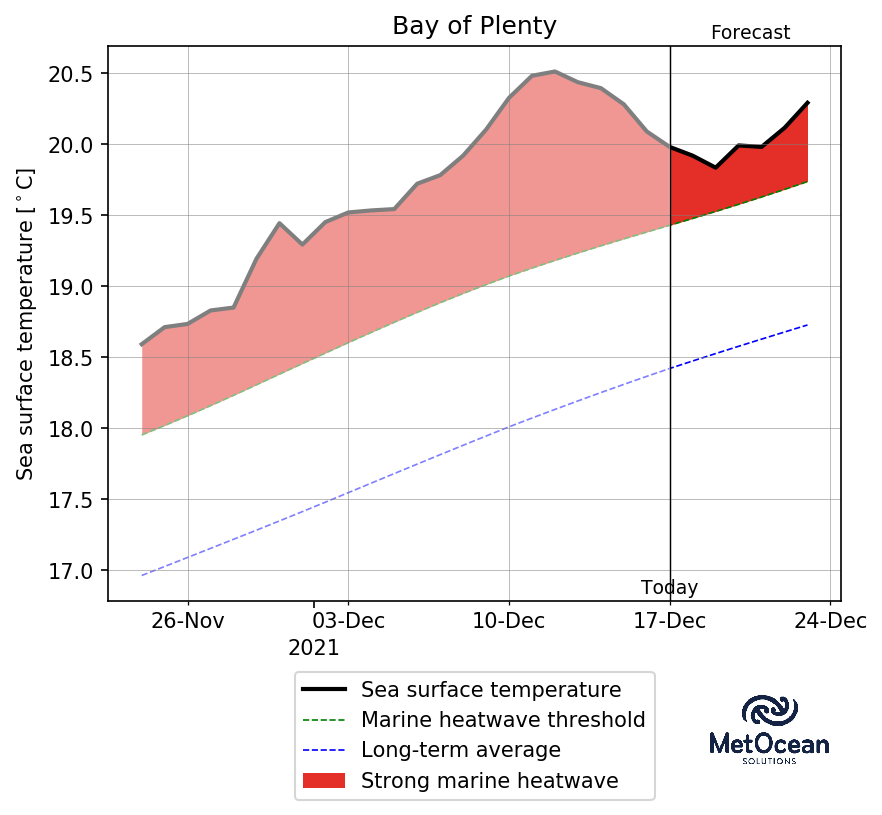 Bay of Plenty
Forecast
Sea surface temperature [°C]
20.5
20.0
19.5
19.0
18.5
18.0
17.5
17.0
Today
26-Nov 03-Dec 10-Dec 17-Dec 24-Dec
2021
Sea surface temperature
Marine heatwave threshold
Long-term average
Strong marine heatwave
MetOcean
SOLUTIONS